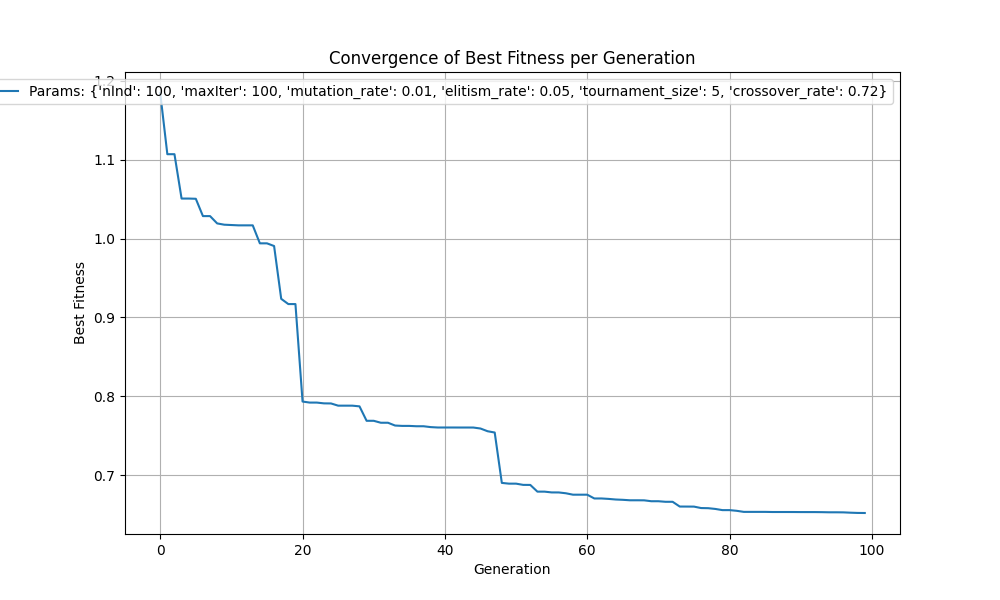 Convergence of Best Fitness per Generation
Params: {'nInd': 100, 'maxIter': 100, 'mutation_rate': 0.01, 'elitism_rate': 0.05, 'tournament_size': 5, 'crossover_rate': 0.72}
1.2
1.1
1.0
0.9
0.8
0.7
Best Fitness
0 20 40 60 80 100
Generation